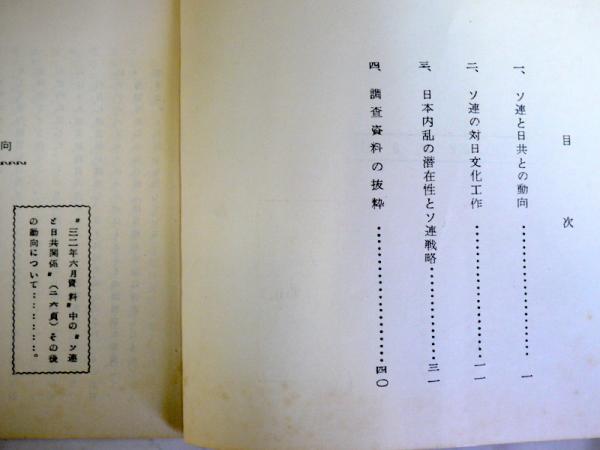 目次
一、ソ連と日共との動向…………………一
二、ソ連の対日文化工作…………………一一
三、日本内乱の潜在性とソ連戦略…………………三一
四、調査資料の抜粋…………………四〇
向
〃三二年六月資料〃中の〃ソ連
と日共関係〃(二六頁)その後
の動向について………。